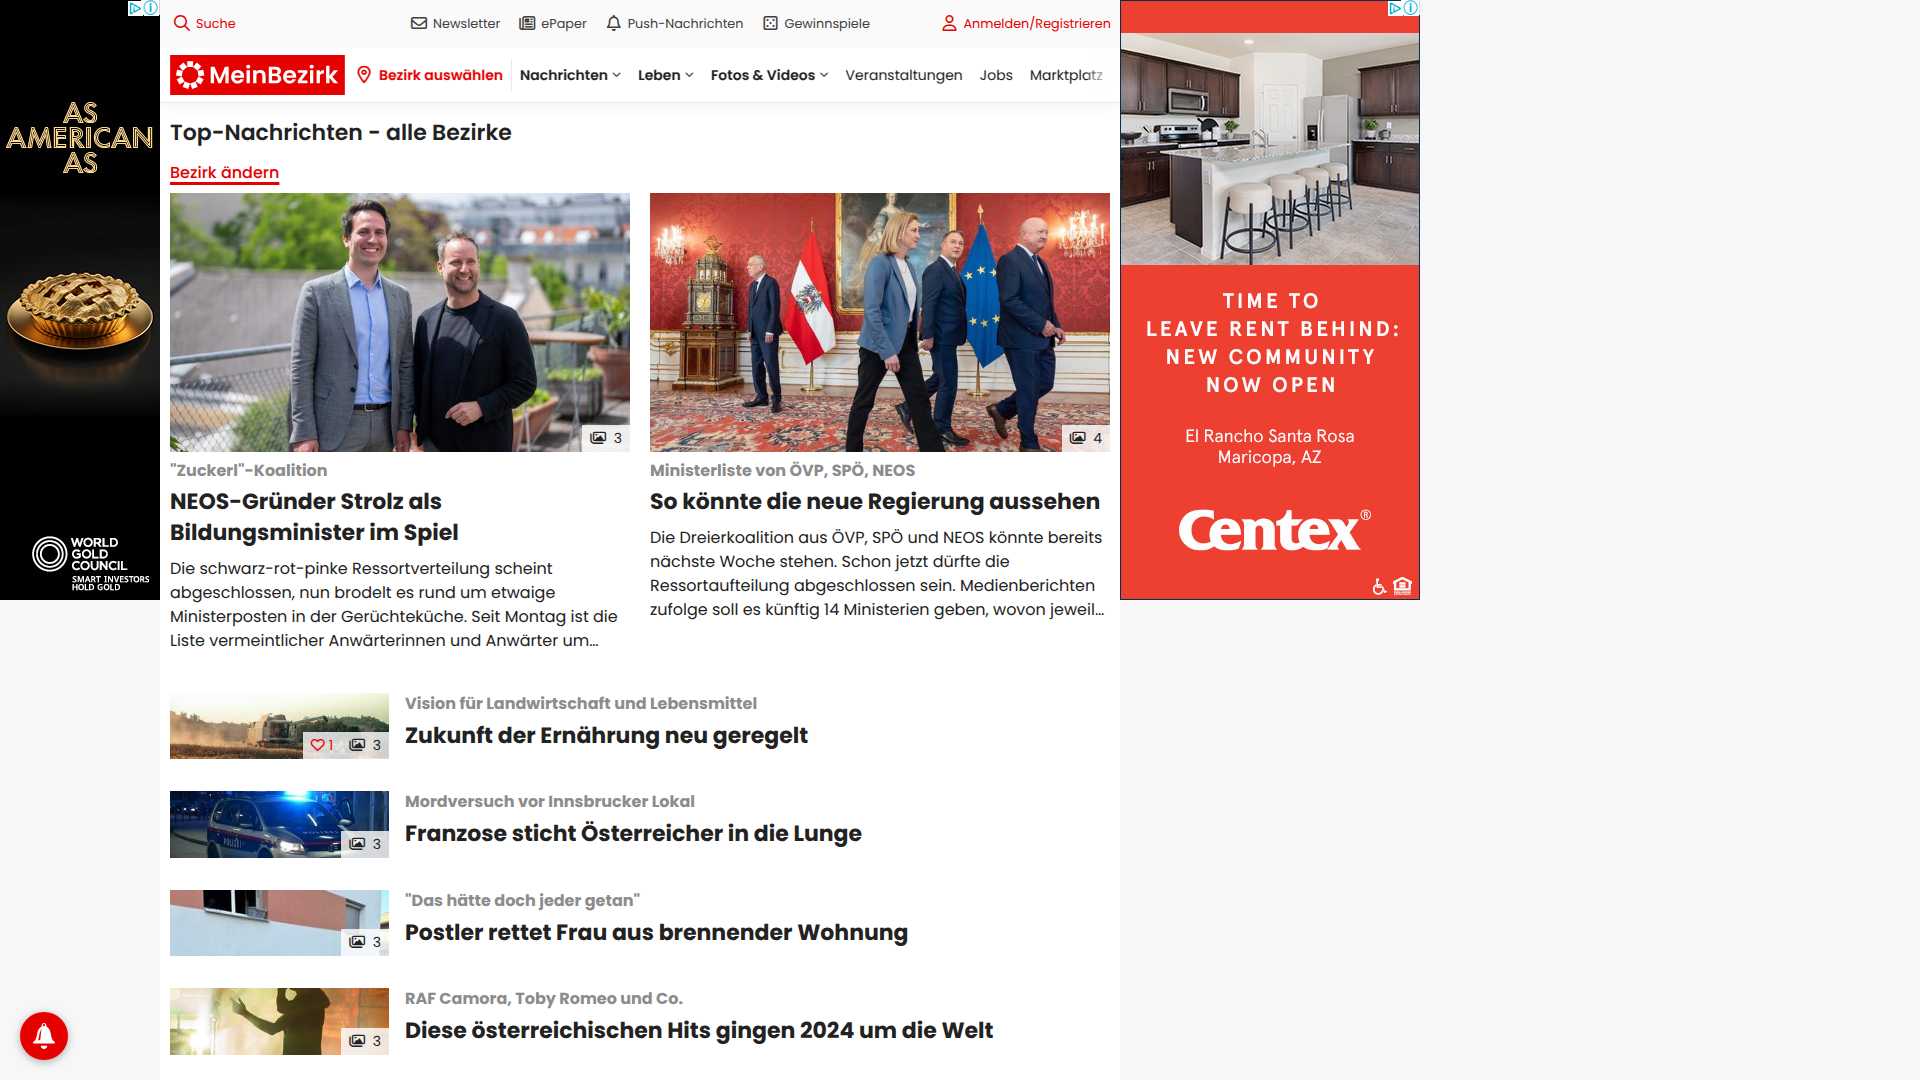 Suche
Newsletter
ePaper
Push-Nachrichten
Gewinnspiele
Anmelden/Registrieren
MeinBezirk
Bezirk auswählen
Nachrichten
Leben
Fotos & Videos
Veranstaltungen
Jobs
Marktplatz
AS
AMERICAN
AS
WORLD
GOLD
COUNCIL
SMART INVESTORS
HOLD GOLD
Top-Nachrichten - alle Bezirke
Bezirk ändern
3
"Zuckerl"-Koalition
NEOS-Gründer Strolz als
Bildungsminister im Spiel
Die schwarz-rot-pinke Ressortverteilung scheint
abgeschlossen, nun brodelt es rund um etwaige
Ministerposten in der Gerüchteküche. Seit Montag ist die
Liste vermeintlicher Anwärterinnen und Anwärter um...
4
Ministerliste von ÖVP, SPÖ, NEOS
So könnte die neue Regierung aussehen
Die Dreierkoalition aus ÖVP, SPÖ und NEOS könnte bereits
nächste Woche stehen. Schon jetzt dürfte die
Ressortaufteilung abgeschlossen sein. Medienberichten
zufolge soll es künftig 14 Ministerien geben, wovon jeweil...
1 3
Vision für Landwirtschaft und Lebensmittel
Zukunft der Ernährung neu geregelt
POLIZEI
3
Mordversuch vor Innsbrucker Lokal
Franzose sticht Österreicher in die Lunge
3
"Das hätte doch jeder getan"
Postler rettet Frau aus brennender Wohnung
3
RAF Camora, Toby Romeo und Co.
Diese österreichischen Hits gingen 2024 um die Welt
TIME TO
LEAVE RENT BEHIND:
NEW COMMUNITY
NOW OPEN
El Rancho Santa Rosa
Maricopa, AZ
Centex®